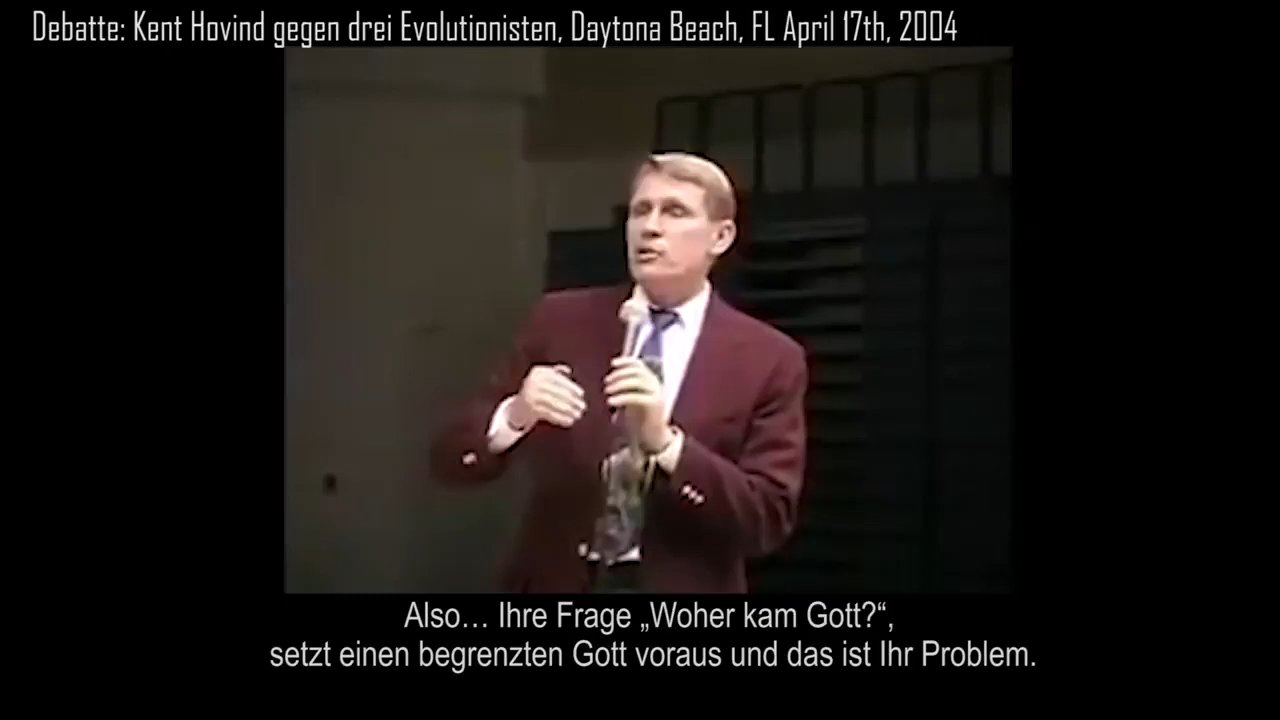 Debatte: Kent Hovind gegen drei Evolutionisten, Daytona Beach, FL April 17th, 2004
Also... Ihre Frage „Woher kam Gott?“,
setzt einen begrenzten Gott voraus und das ist Ihr Problem.